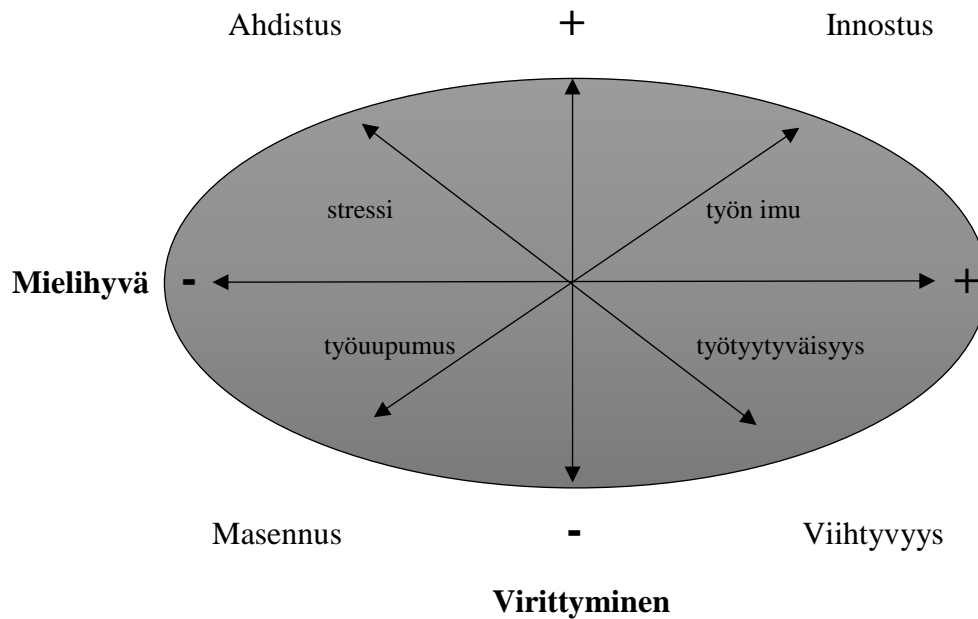 Ahdistus + Innostus
stressi työn imu
Mielihyvä - +
työuupumus työtyytyväisyys
Masennus - Viihtyvyys
Virittyminen